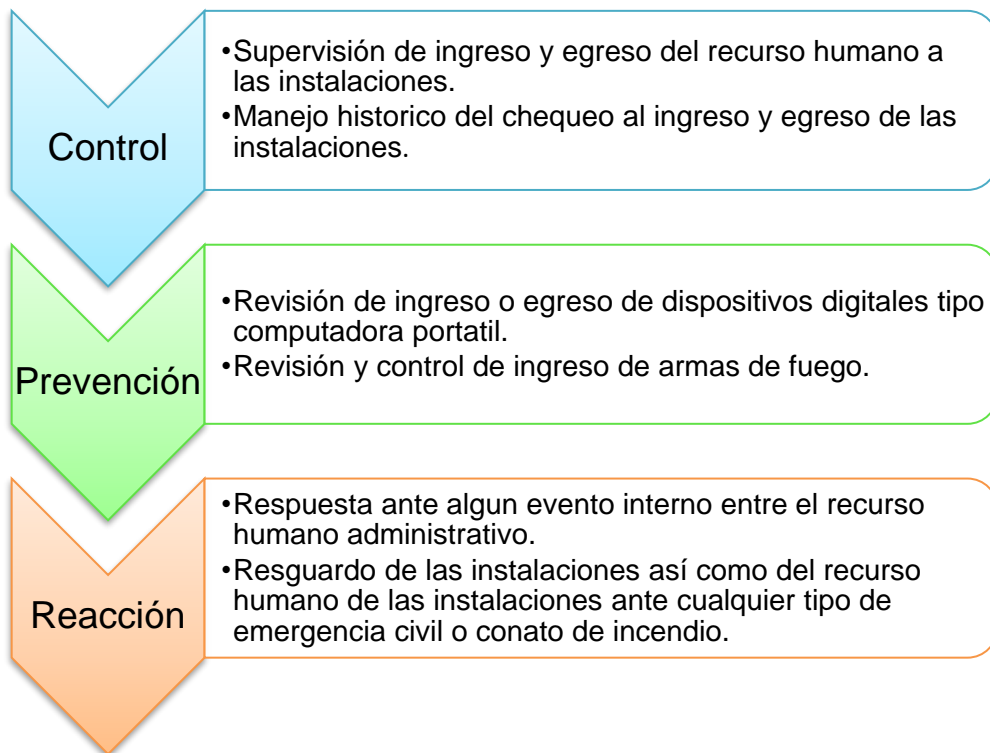 Control
•Supervisión de ingreso y egreso del recurso humano a
las instalaciones.
•Manejo historico del chequeo al ingreso y egreso de las
instalaciones.
Prevención
•Revisión de ingreso o egreso de dispositivos digitales tipo
computadora portatil.
•Revisión y control de ingreso de armas de fuego.
Reacción
•Respuesta ante algun evento interno entre el recurso
humano administrativo.
•Resguardo de las instalaciones así como del recurso
humano de las instalaciones ante cualquier tipo de
emergencia civil o conato de incendio.